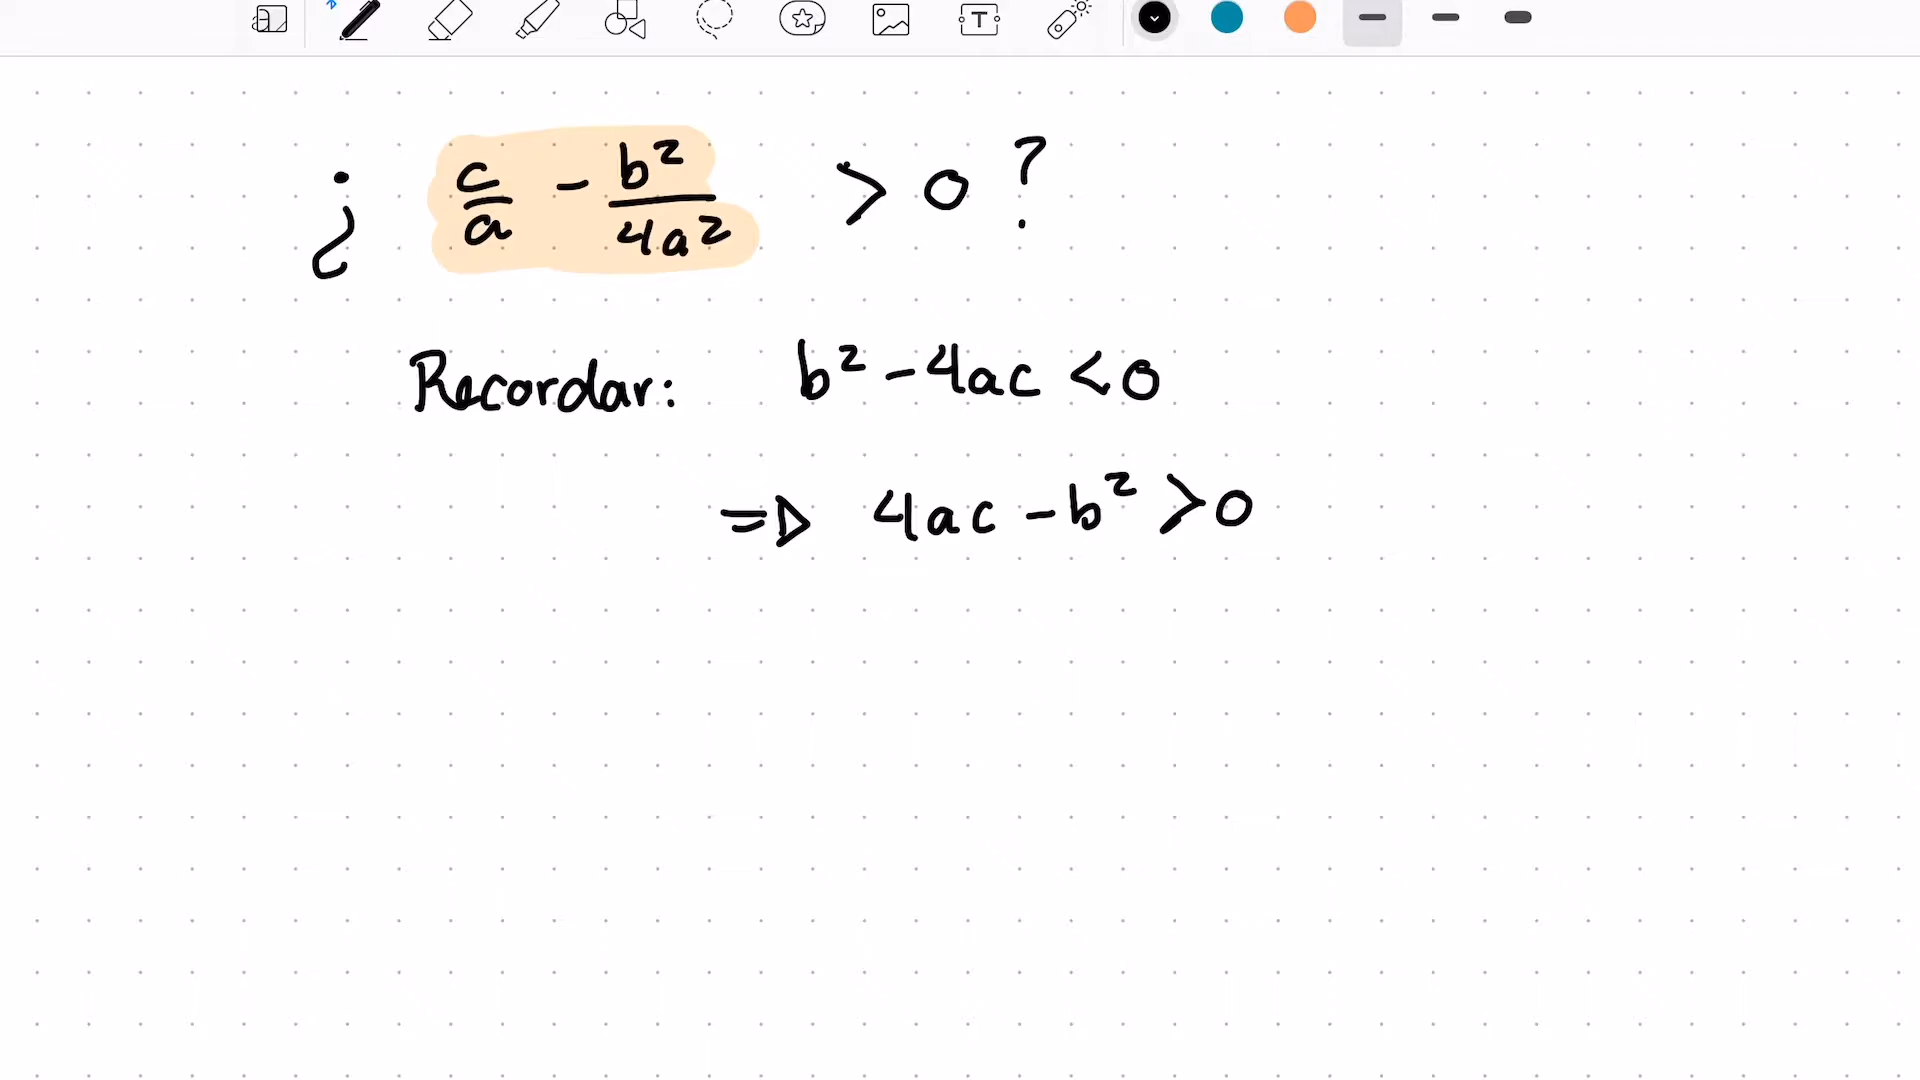 ¿ c/a - b²/4a² > 0 ?
Recordar: b² - 4ac < 0
=> 4ac - b² > 0